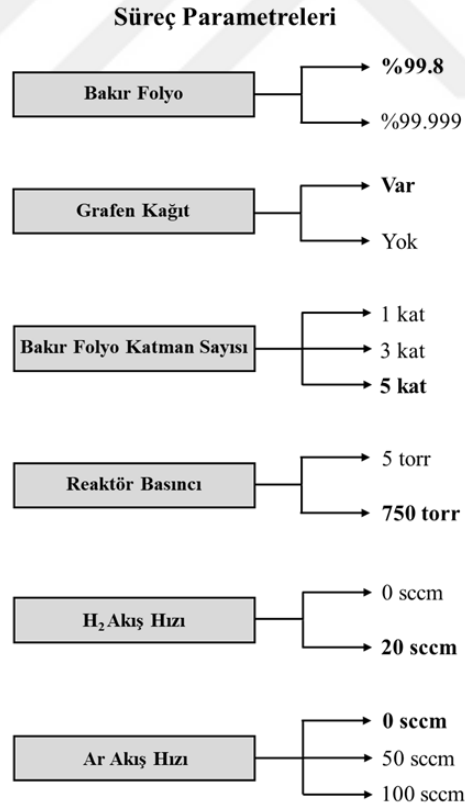 Süreç Parametreleri
Bakır Folyo
%99.8
%99.999
Grafen Kağıt
Var
Yok
Bakır Folyo Katman Sayısı
1 kat
3 kat
5 kat
Reaktör Basıncı
5 torr
750 torr
H₂ Akış Hızı
0 sccm
20 sccm
Ar Akış Hızı
0 sccm
50 sccm
100 sccm